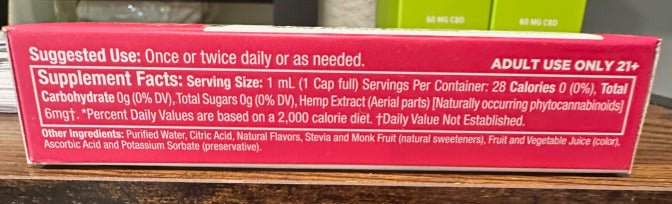 60 MG CBD
60 MG CBD
Suggested Use: Once or twice daily or as needed.
ADULT USE ONLY 21+
Supplement Facts: Serving Size: 1 mL (1 Cap full) Servings Per Container: 28 Calories 0 (0%), Total
Carbohydrate 0g (0% DV), Total Sugars 0g (0% DV), Hemp Extract (Aerial parts) [Naturally occurring phytocannabinoids]
6mg†. *Percent Daily Values are based on a 2,000 calorie diet. †Daily Value Not Established.
Other Ingredients: Purified Water, Citric Acid, Natural Flavors, Stevia and Monk Fruit (natural sweeteners), Fruit and Vegetable Juice (color),
Ascorbic Acid and Potassium Sorbate (preservative).